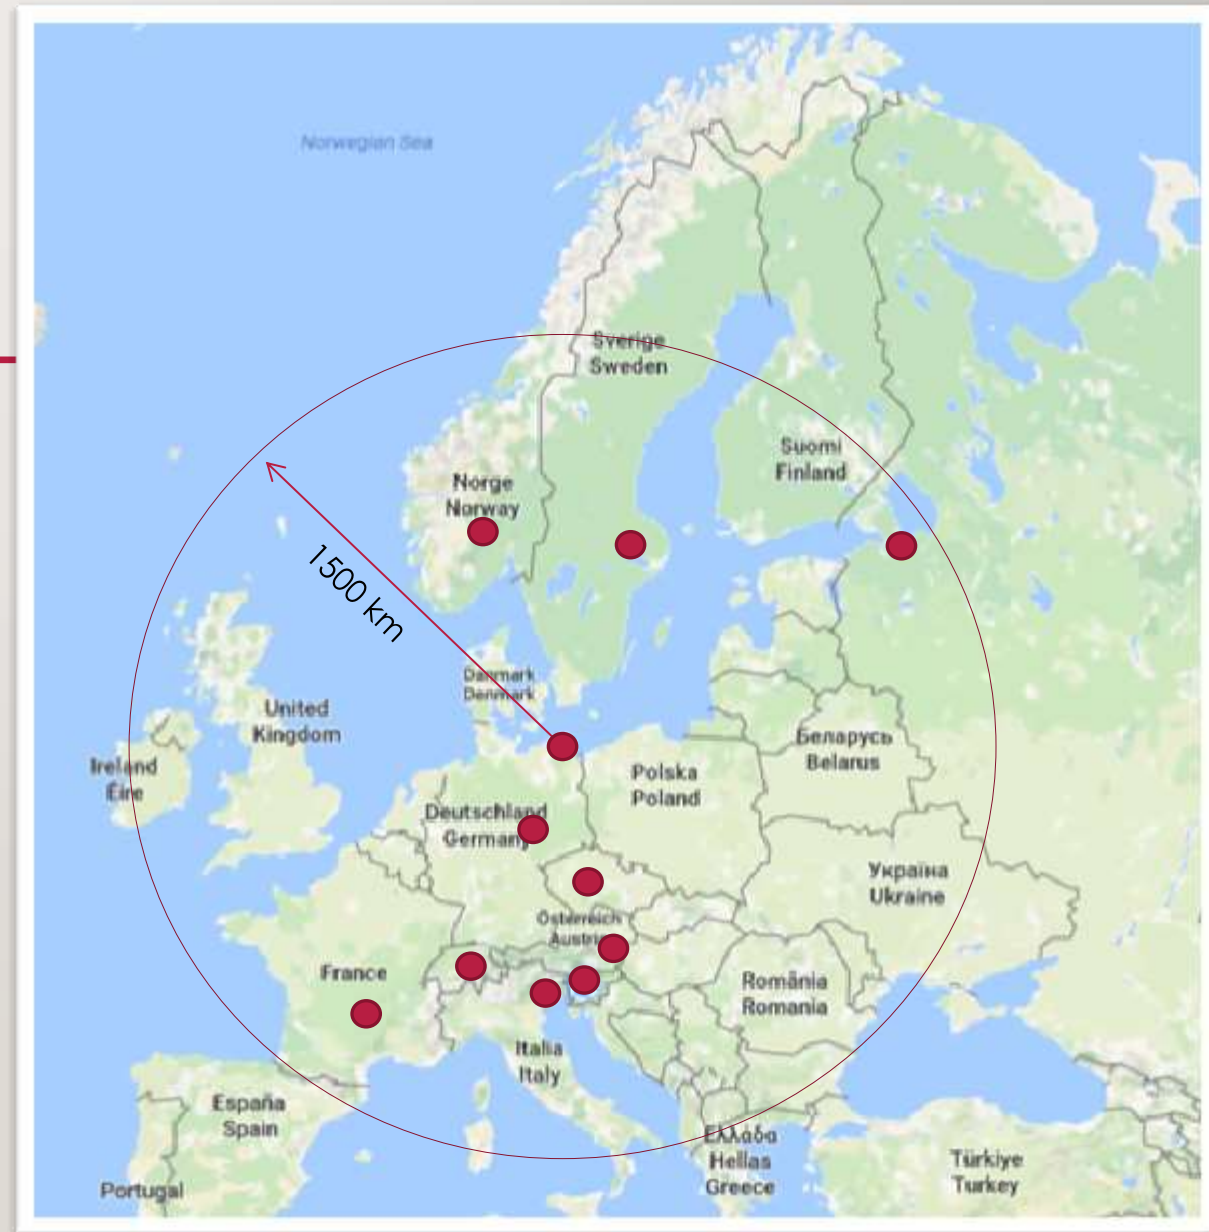 Norwegian Sea
Sverige
Sweden
Suomi
Finland
Norge
Norway
1500 km
Danmark
Denmark
United
Kingdom
Ireland
Éire
Беларусь
Belarus
Polska
Poland
Deutschland
Germany
Україна
Ukraine
Österreich
Austria
France
România
Romania
Italia
Italy
España
Spain
Ελλάδα
Hellas
Greece
Türkiye
Turkey
Portugal